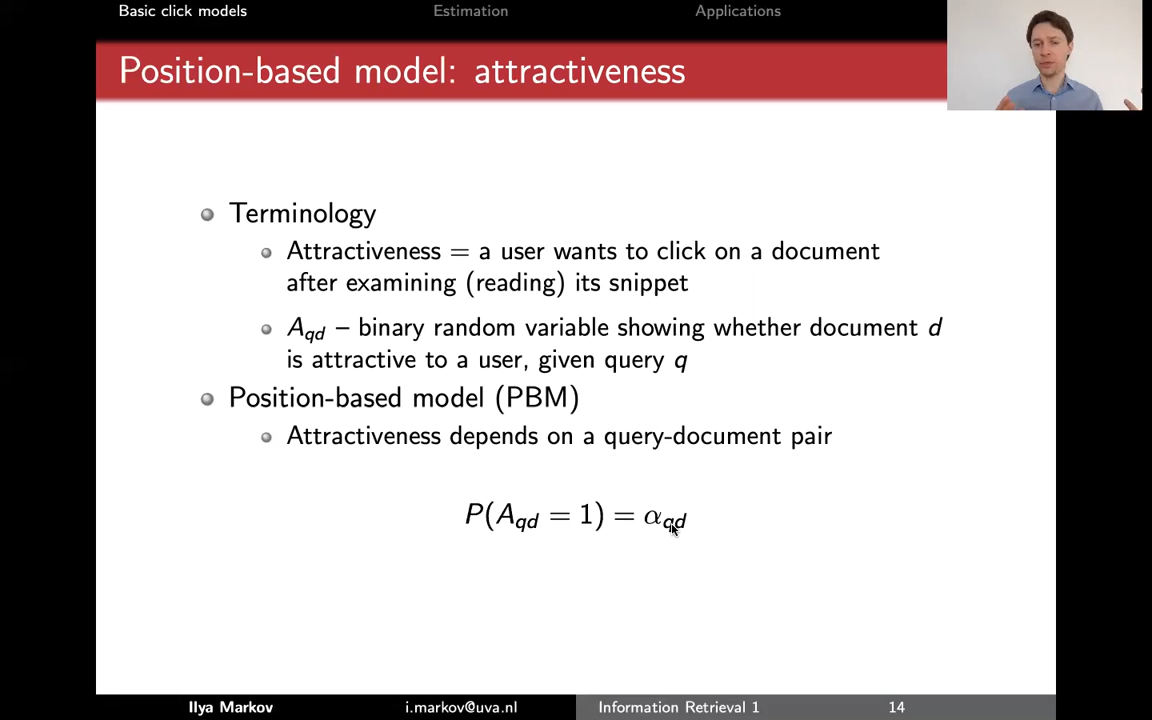 Basic click models Estimation Applications
Position-based model: attractiveness
Terminology
Attractiveness = a user wants to click on a document
after examining (reading) its snippet
A_qd – binary random variable showing whether document d
is attractive to a user, given query q
Position-based model (PBM)
Attractiveness depends on a query-document pair
P(A_qd = 1) = α_qd
Ilya Markov i.markov@uva.nl Information Retrieval 1 14